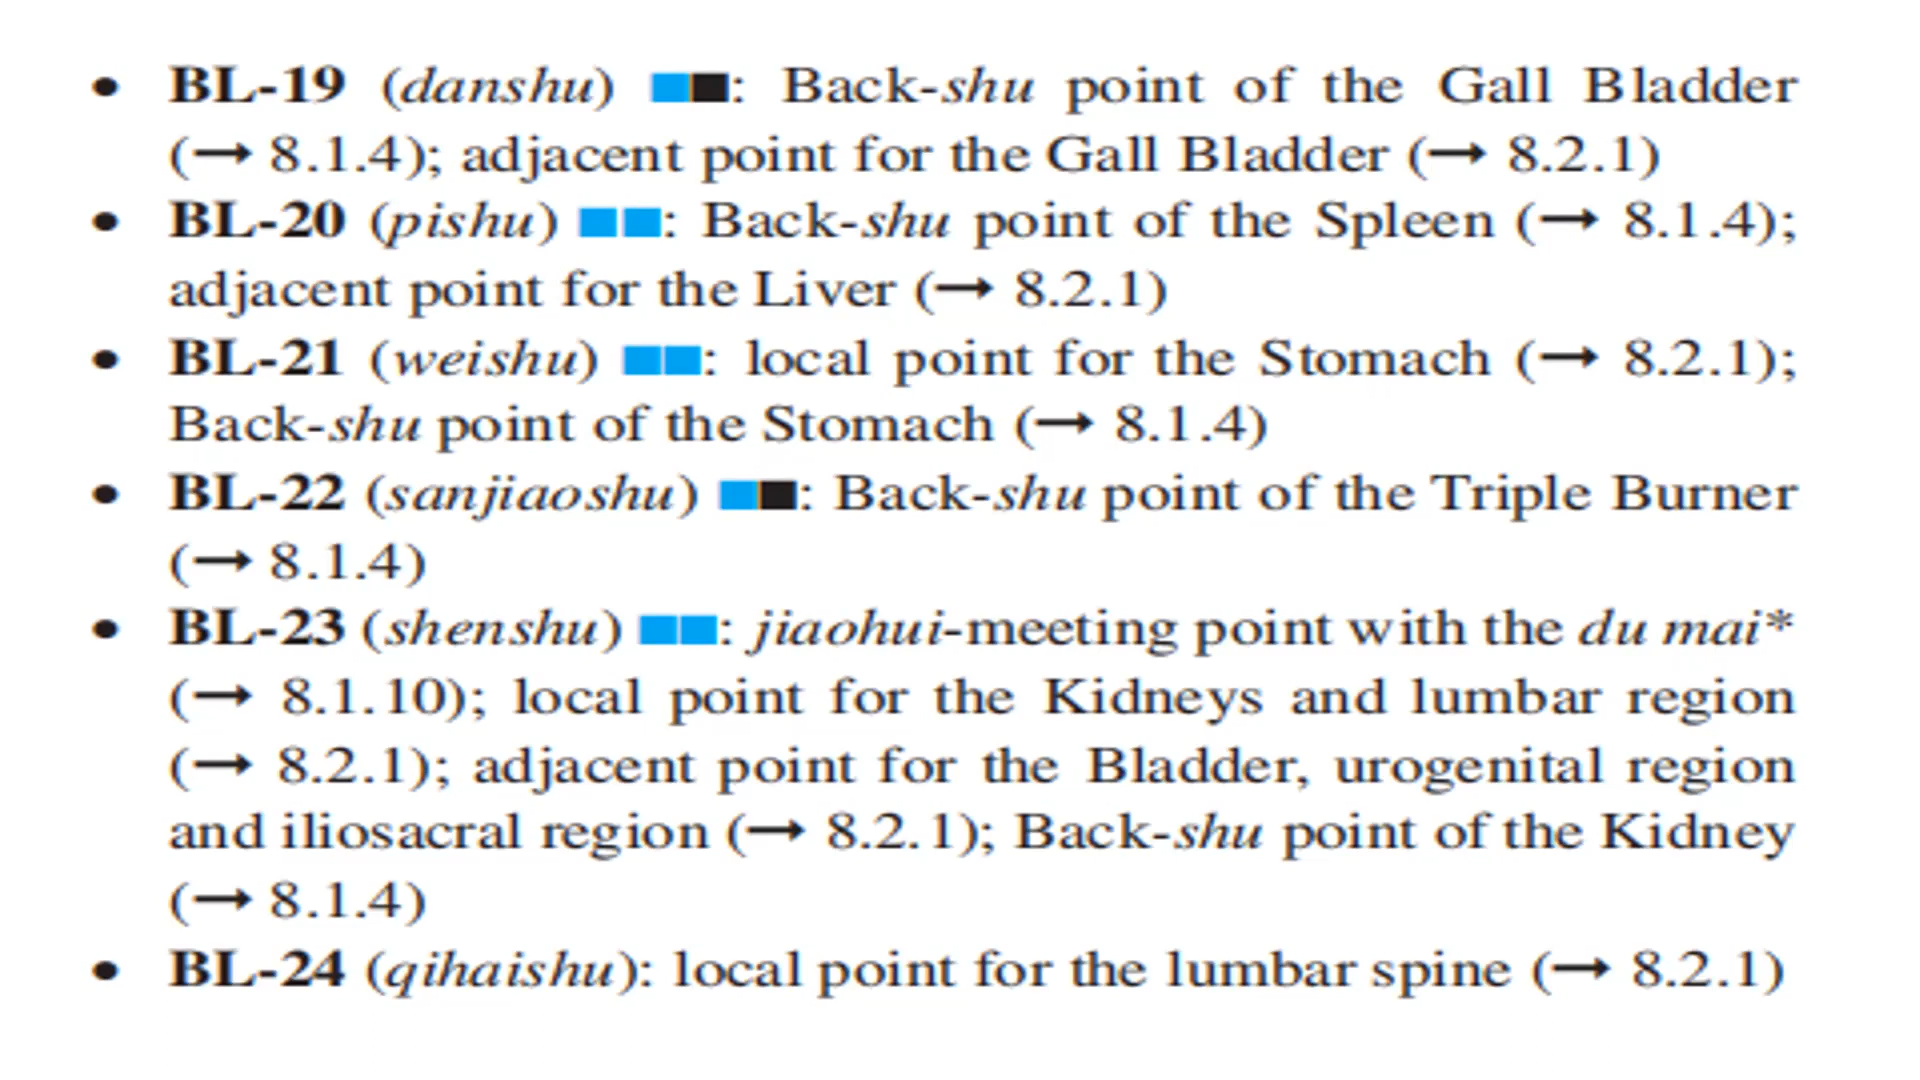 • BL-19 (danshu) ■■: Back-shu point of the Gall Bladder
(→ 8.1.4); adjacent point for the Gall Bladder (→ 8.2.1)
• BL-20 (pishu) ■■: Back-shu point of the Spleen (→ 8.1.4);
adjacent point for the Liver (→ 8.2.1)
• BL-21 (weishu) ■■: local point for the Stomach (→ 8.2.1);
Back-shu point of the Stomach (→ 8.1.4)
• BL-22 (sanjiaoshu) ■■: Back-shu point of the Triple Burner
(→ 8.1.4)
• BL-23 (shenshu) ■■: jiaohui-meeting point with the du mai*
(→ 8.1.10); local point for the Kidneys and lumbar region
(→ 8.2.1); adjacent point for the Bladder, urogenital region
and iliosacral region (→ 8.2.1); Back-shu point of the Kidney
(→ 8.1.4)
• BL-24 (qihaishu): local point for the lumbar spine (→ 8.2.1)